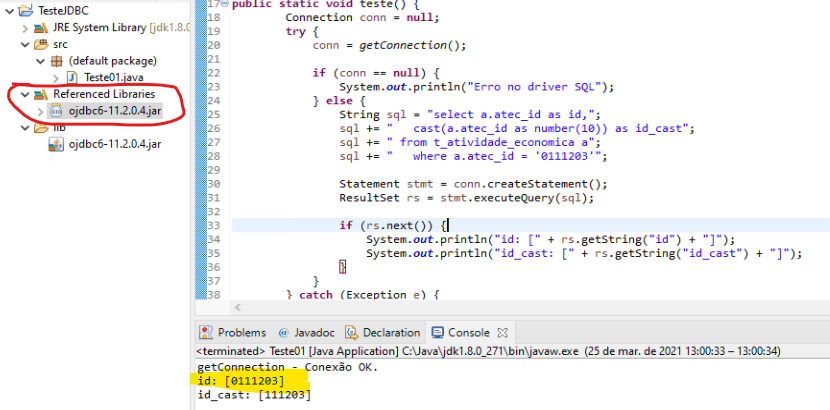 TesteJDBC
JRE System Library [jdk1.8.0
src
(default package)
Teste01.java
Referenced Libraries
ojdbc6-11.2.0.4.jar
lib
ojdbc6-11.2.0.4.jar
17 public static void teste() {
18 Connection conn = null;
19 try {
20 conn = getConnection();
21
22 if (conn == null) {
23 System.out.println("Erro no driver SQL");
24 } else {
25 String sql = "select a.atec_id as id,";
26 sql += "   cast(a.atec_id as number(10)) as id_cast";
27 sql += " from t_atividade_economica a";
28 sql += "   where a.atec_id = '0111203'";
29
30 Statement stmt = conn.createStatement();
31 ResultSet rs = stmt.executeQuery(sql);
32
33 if (rs.next()) {
34 System.out.println("id: [" + rs.getString("id") + "]");
35 System.out.println("id_cast: [" + rs.getString("id_cast") + "]");
36 }
37 }
38 } catch (Exception e) {
Problems @ Javadoc Declaration Console
<terminated> Teste01 [Java Application] C:\Java\jdk1.8.0_271\bin\javaw.exe (25 de mar. de 2021 13:00:33 – 13:00:34)
getConnection - Conexão OK.
id: [0111203]
id_cast: [111203]